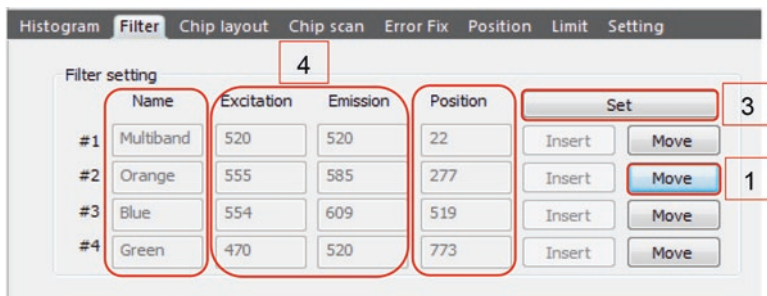 Histogram Filter Chip layout Chip scan Error Fix Position Limit Setting
4
Filter setting
Name Excitation Emission Position Set 3
#1 Multiband 520 520 22 Insert Move
#2 Orange 555 585 277 Insert Move 1
#3 Blue 554 609 519 Insert Move
#4 Green 470 520 773 Insert Move